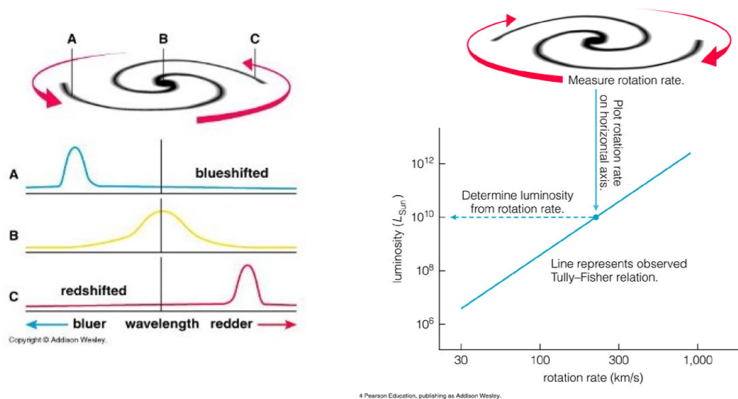 A B C
A blueshifted
B
C redshifted
bluer wavelength redder
Copyright © Addison Wesley.
Measure rotation rate.
Plot rotation rate
on horizontal axis.
luminosity (LSun)
10¹²
10¹⁰
10⁸
10⁶
Determine luminosity
from rotation rate.
Line represents observed
Tully–Fisher relation.
30 100 300 1,000
rotation rate (km/s)
4 Pearson Education, publishing as Addison Wesley.